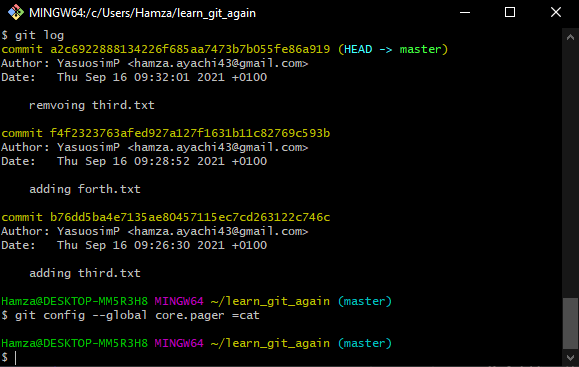 MINGW64:/c/Users/Hamza/learn_git_again
$ git log
commit a2c6922888134226f685aa7473b7b055fe86a919 (HEAD -> master)
Author: YasuosimP <hamza.ayachi43@gmail.com>
Date:   Thu Sep 16 09:32:01 2021 +0100
remvoing third.txt
commit f4f2323763afed927a127f1631b11c82769c593b
Author: YasuosimP <hamza.ayachi43@gmail.com>
Date:   Thu Sep 16 09:28:52 2021 +0100
adding forth.txt
commit b76dd5ba4e7135ae80457115ec7cd263122c746c
Author: YasuosimP <hamza.ayachi43@gmail.com>
Date:   Thu Sep 16 09:26:30 2021 +0100
adding third.txt
Hamza@DESKTOP-MM5R3H8 MINGW64 ~/learn_git_again (master)
$ git config --global core.pager =cat
Hamza@DESKTOP-MM5R3H8 MINGW64 ~/learn_git_again (master)
$